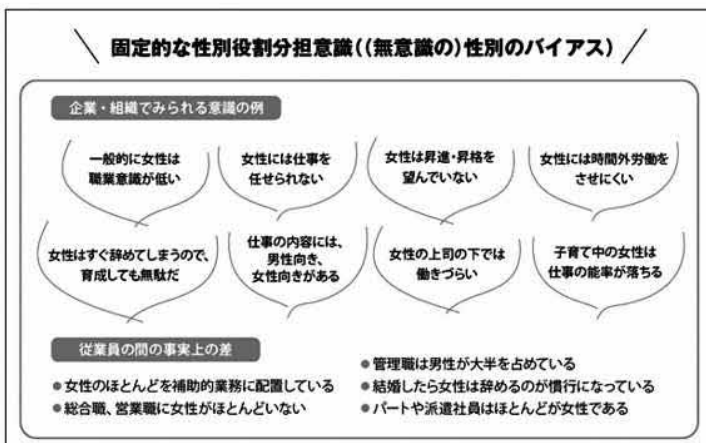 固定的な性別役割分担意識((無意識の)性別のバイアス)
企業・組織でみられる意識の例
一般的に女性は
職業意識が低い
女性には仕事を
任せられない
女性は昇進・昇格を
望んでいない
女性には時間外労働を
させにくい
女性はすぐ辞めてしまうので、
育成しても無駄だ
仕事の内容には、
男性向き、
女性向きがある
女性の上司の下では
働きづらい
子育て中の女性は
仕事の能率が落ちる
従業員の間の事実上の差
●女性のほとんどを補助的業務に配置している
●総合職、営業職に女性がほとんどいない
●管理職は男性が大半を占めている
●結婚したら女性は辞めるのが慣行になっている
●パートや派遣社員はほとんどが女性である